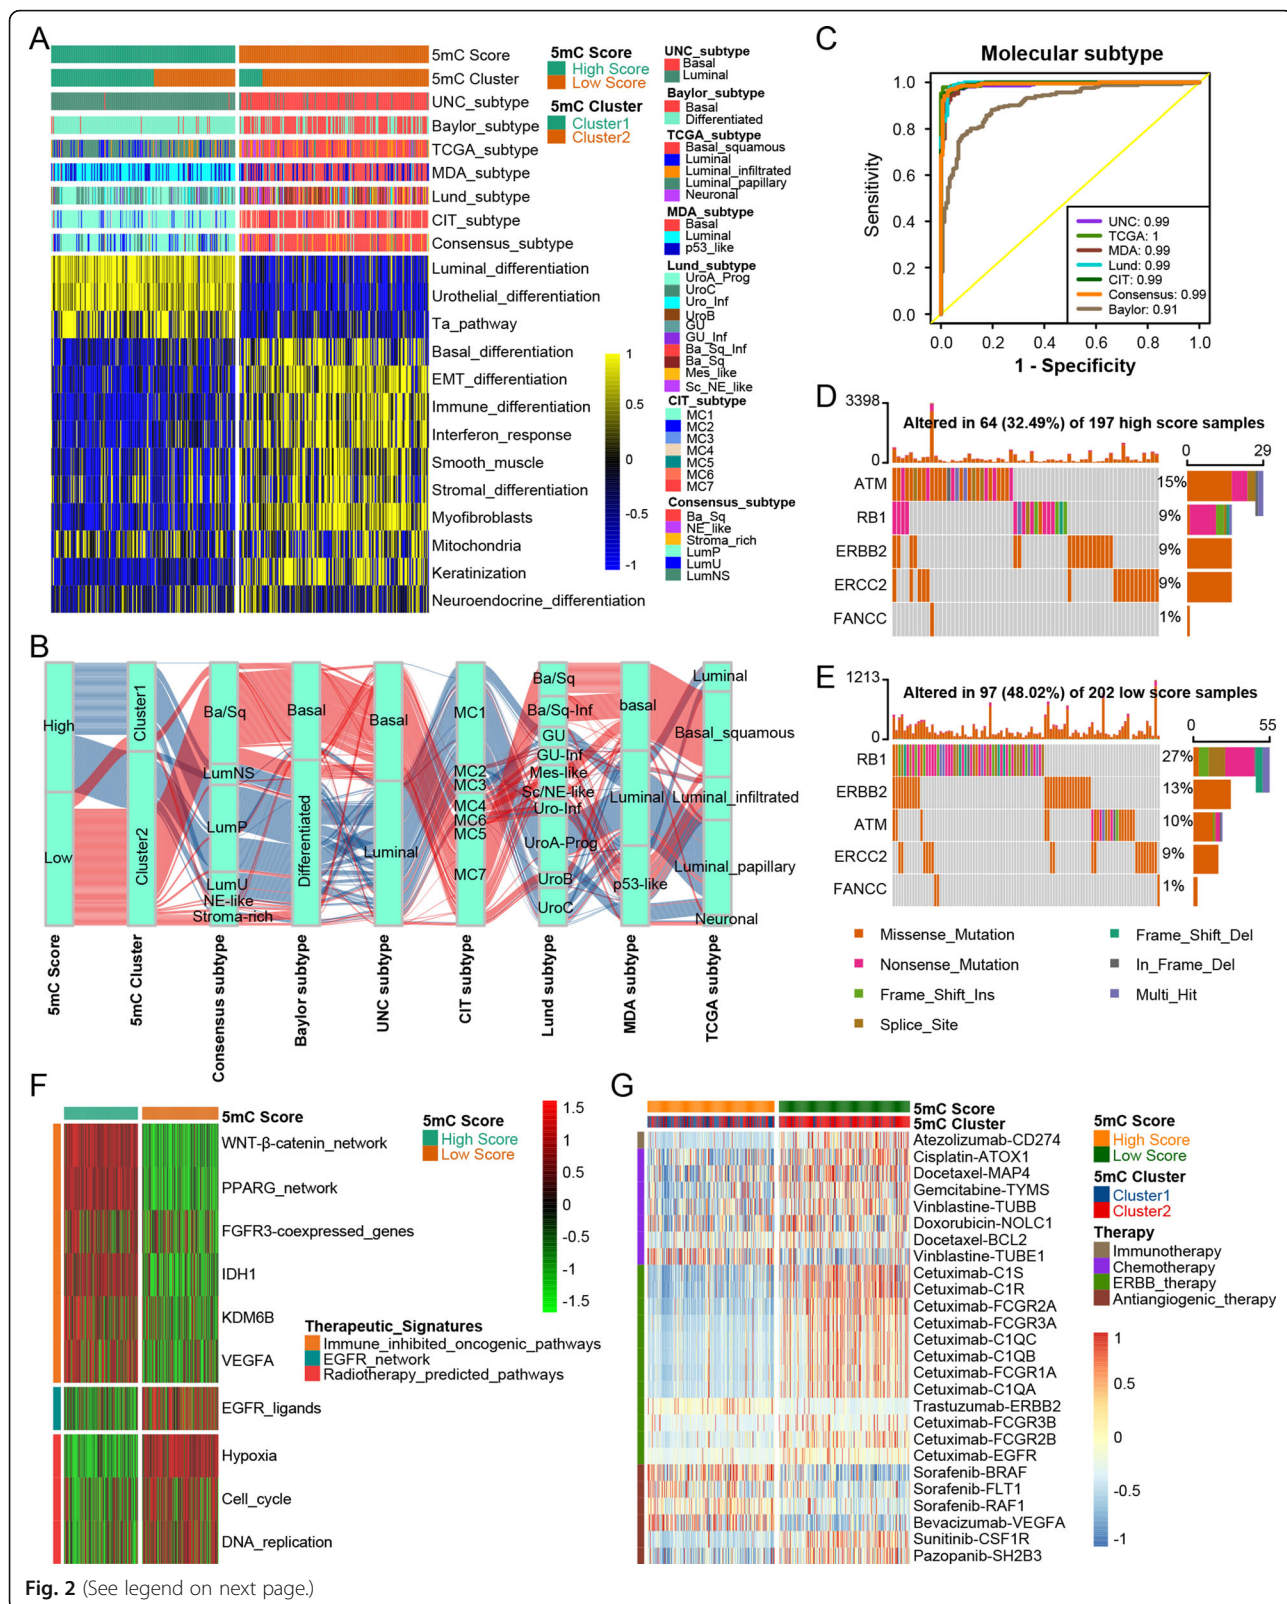 A
5mC Score
5mC Cluster
UNC_subtype
Baylor_subtype
TCGA_subtype
MDA_subtype
Lund_subtype
CIT_subtype
Consensus_subtype
Luminal_differentiation
Urothelial_differentiation
Ta_pathway
Basal_differentiation
EMT_differentiation
Immune_differentiation
Interferon_response
Smooth_muscle
Stromal_differentiation
Myofibroblasts
Mitochondria
Keratinization
Neuroendocrine_differentiation
5mC Score
High Score
Low Score
5mC Cluster
Cluster1
Cluster2
1
0.5
0
-0.5
-1
UNC_subtype
Basal
Luminal
Baylor_subtype
Basal
Differentiated
TCGA_subtype
Basal_squamous
Luminal
Luminal_infiltrated
Luminal_papillary
Neuronal
MDA_subtype
Basal
Luminal
p53_like
Lund_subtype
UroA_Prog
UroC
Uro_Inf
UroB
GU
GU_Inf
Ba_Sq_Inf
Ba_Sq
Mes_like
Sc_NE_like
CIT_subtype
MC1
MC2
MC3
MC4
MC5
MC6
MC7
Consensus_subtype
Ba_Sq
NE_like
Stroma_rich
LumP
LumU
LumNS
B
High
Low
Cluster1
Cluster2
Ba/Sq
LumNS
LumP
LumU
NE-like
Stroma-rich
Basal
Differentiated
Basal
Luminal
MC1
MC2
MC3
MC4
MC6
MC5
MC7
Ba/Sq
Ba/Sq-Inf
GU
GU-Inf
Mes-like
Sc/NE-like
Uro-Inf
UroA-Prog
UroB
UroC
basal
Luminal
p53-like
Luminal
Basal_squamous
Luminal_infiltrated
Luminal_papillary
Neuronal
5mC Score
5mC Cluster
Consensus subtype
Baylor subtype
UNC subtype
CIT subtype
Lund subtype
MDA subtype
TCGA subtype
C
Molecular subtype
Sensitivity
1.0
0.8
0.6
0.4
0.2
0.0
UNC: 0.99
TCGA: 1
MDA: 0.99
Lund: 0.99
CIT: 0.99
Consensus: 0.99
Baylor: 0.91
0.0 0.2 0.4 0.6 0.8 1.0
1 - Specificity
D
3398
0
Altered in 64 (32.49%) of 197 high score samples
0 29
ATM 15%
RB1 9%
ERBB2 9%
ERCC2 9%
FANCC 1%
E
1213
0
Altered in 97 (48.02%) of 202 low score samples
0 55
RB1 27%
ERBB2 13%
ATM 10%
ERCC2 9%
FANCC 1%
Missense_Mutation
Nonsense_Mutation
Frame_Shift_Ins
Splice_Site
Frame_Shift_Del
In_Frame_Del
Multi_Hit
F
5mC Score
WNT-β-catenin_network
PPARG_network
FGFR3-coexpressed_genes
IDH1
KDM6B
VEGFA
EGFR_ligands
Hypoxia
Cell_cycle
DNA_replication
5mC Score
High Score
Low Score
1.5
1
0.5
0
-0.5
-1
-1.5
Therapeutic_Signatures
Immune_inhibited_oncogenic_pathways
EGFR_network
Radiotherapy_predicted_pathways
G
5mC Score
5mC Cluster
Atezolizumab-CD274
Cisplatin-ATOX1
Docetaxel-MAP4
Gemcitabine-TYMS
Vinblastine-TUBB
Doxorubicin-NOLC1
Docetaxel-BCL2
Vinblastine-TUBE1
Cetuximab-C1S
Cetuximab-C1R
Cetuximab-FCGR2A
Cetuximab-FCGR3A
Cetuximab-C1QC
Cetuximab-C1QB
Cetuximab-FCGR1A
Cetuximab-C1QA
Trastuzumab-ERBB2
Cetuximab-FCGR3B
Cetuximab-FCGR2B
Cetuximab-EGFR
Sorafenib-BRAF
Sorafenib-FLT1
Sorafenib-RAF1
Bevacizumab-VEGFA
Sunitinib-CSF1R
Pazopanib-SH2B3
5mC Score
High Score
Low Score
5mC Cluster
Cluster1
Cluster2
Therapy
Immunotherapy
Chemotherapy
ERBB_therapy
Antiangiogenic_therapy
1
0.5
0
-0.5
-1
Fig. 2 (See legend on next page.)